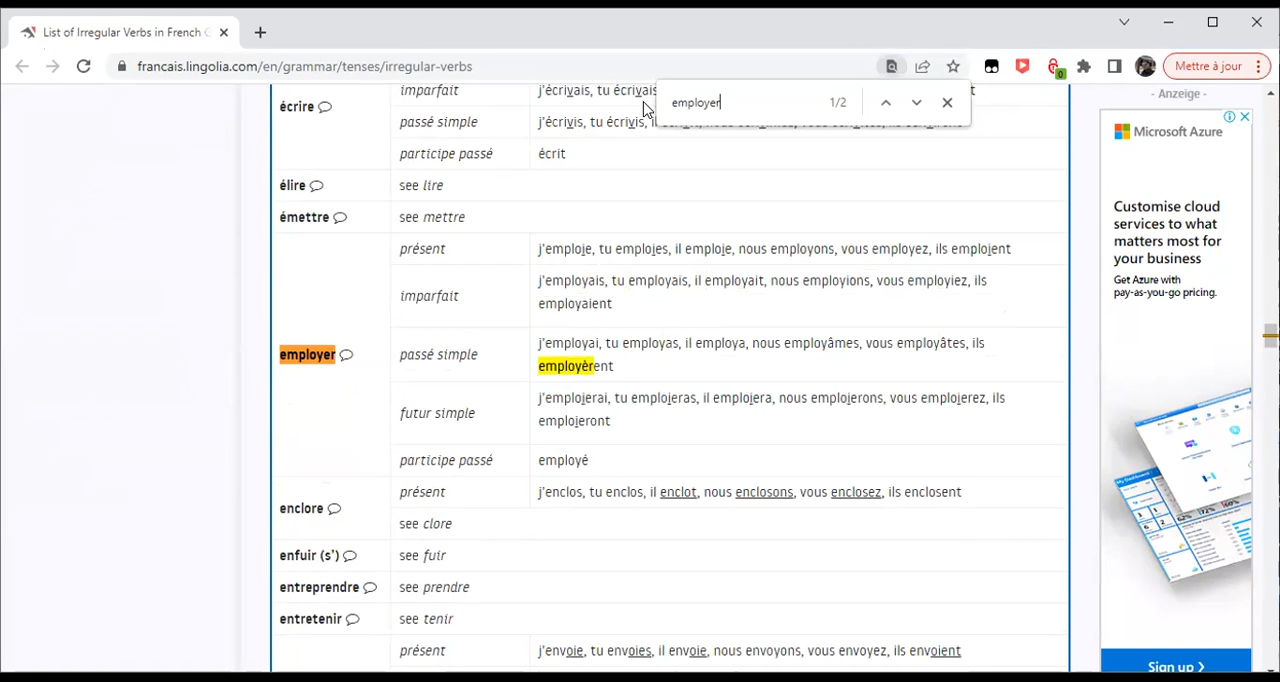 List of Irregular Verbs in French
francais.lingolia.com/en/grammar/tenses/irregular-verbs
Mettre à jour
employer 1/2
- Anzeige -
écrire
imparfait
j'écrivais, tu écrivais
passé simple
j'écrivis, tu écrivis,
participe passé
écrit
élire
see lire
émettre
see mettre
employer
présent
j'emploie, tu emploies, il emploie, nous employons, vous employez, ils emploient
imparfait
j'employais, tu employais, il employait, nous employions, vous employiez, ils
employaient
passé simple
j'employai, tu employas, il employa, nous employâmes, vous employâtes, ils
employèrent
futur simple
j'emploierai, tu emploieras, il emploiera, nous emploierons, vous emploierez, ils
emploieront
participe passé
employé
enclore
présent
j'enclos, tu enclos, il enclot, nous enclosons, vous enclosez, ils enclosent
see clore
enfuir (s')
see fuir
entreprendre
see prendre
entretenir
see tenir
présent
j'envoie, tu envoies, il envoie, nous envoyons, vous envoyez, ils envoient
Microsoft Azure
Customise cloud
services to what
matters most for
your business
Get Azure with
pay-as-you-go pricing.
Sign up